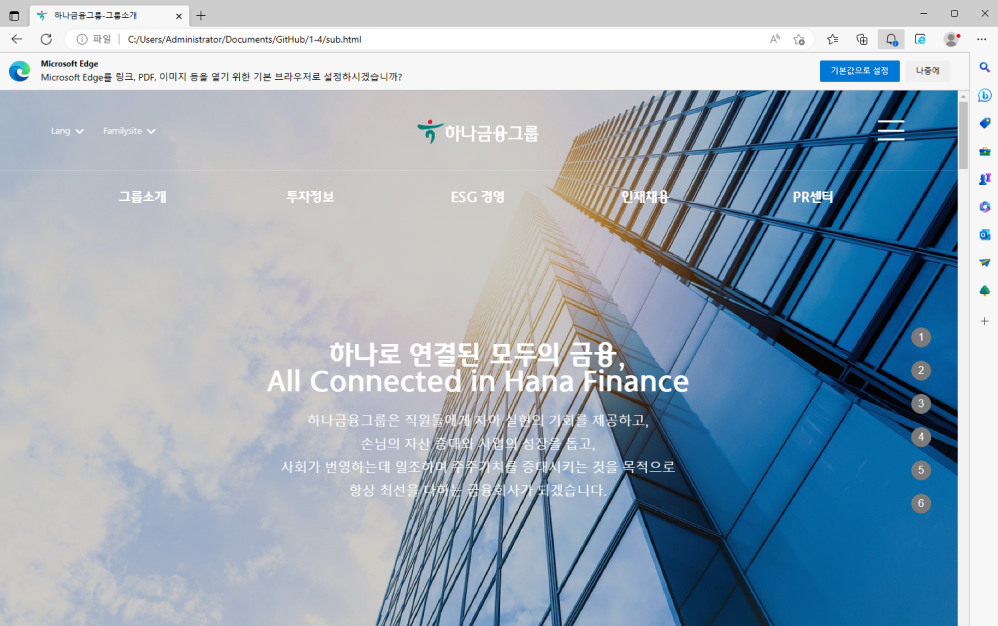 하나금융그룹-그룹소개
파일
C:/Users/Administrator/Documents/GitHub/1-4/sub.html
Microsoft Edge
Microsoft Edge를 링크, PDF, 이미지 등을 열기 위한 기본 브라우저로 설정하시겠습니까?
기본값으로 설정
나중에
Lang
Familysite
하나금융그룹
그룹소개
투자정보
ESG 경영
인재채용
PR센터
하나로 연결된 모두의 금융,
All Connected in Hana Finance
하나금융그룹은 직원들에게 자아 실현의 기회를 제공하고,
손님의 자산 증대와 사업의 성장을 돕고,
사회가 번영하는데 일조하며 주주가치를 증대시키는 것을 목적으로
항상 최선을 다하는 금융회사가 되겠습니다.
1
2
3
4
5
6